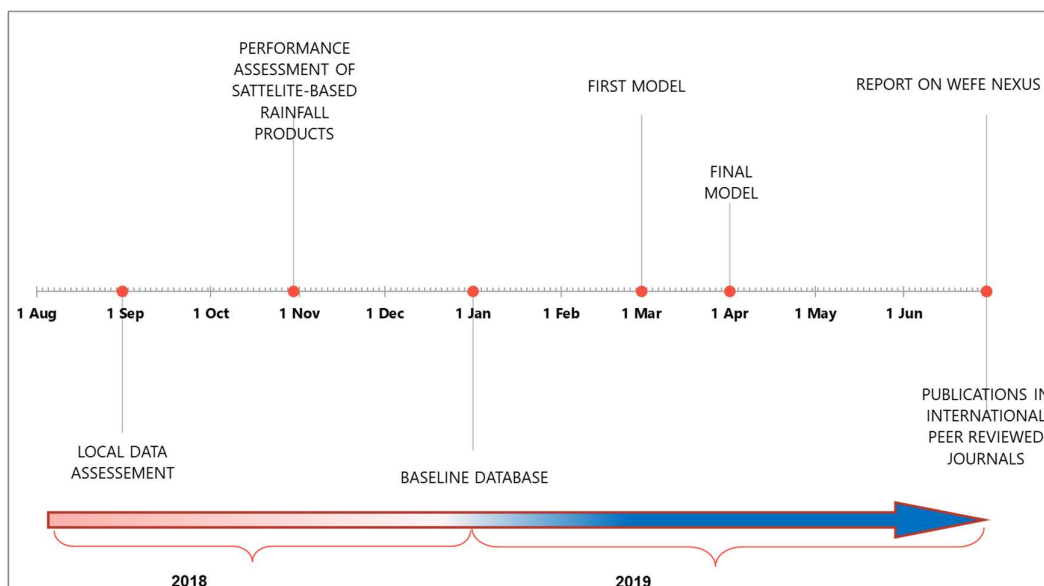 PERFORMANCE
ASSESSMENT OF
SATTELITE-BASED
RAINFALL
PRODUCTS
FIRST MODEL
REPORT ON WEFE NEXUS
FINAL
MODEL
1 Aug 1 Sep 1 Oct 1 Nov 1 Dec 1 Jan 1 Feb 1 Mar 1 Apr 1 May 1 Jun
LOCAL DATA
ASSESSEMENT
BASELINE DATABASE
PUBLICATIONS IN
INTERNATIONAL
PEER REVIEWED
JOURNALS
2018
2019